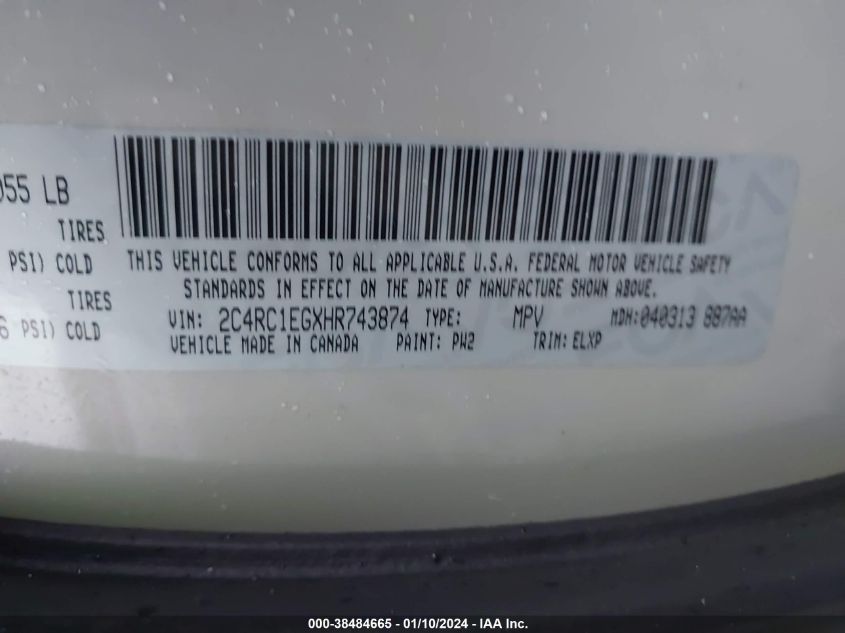 055 LB
TIRES
PSI) COLD
TIRES
6 PSI) COLD
THIS VEHICLE CONFORMS TO ALL APPLICABLE U.S.A. FEDERAL MOTOR VEHICLE SAFETY
STANDARDS IN EFFECT ON THE DATE OF MANUFACTURE SHOWN ABOVE.
VIN: 2C4RC1EGXHR743874 TYPE: MPV MDH:040313 887AA
VEHICLE MADE IN CANADA PAINT: PW2 TRIM: ELXP
000-38484665 - 01/10/2024 - IAA Inc.